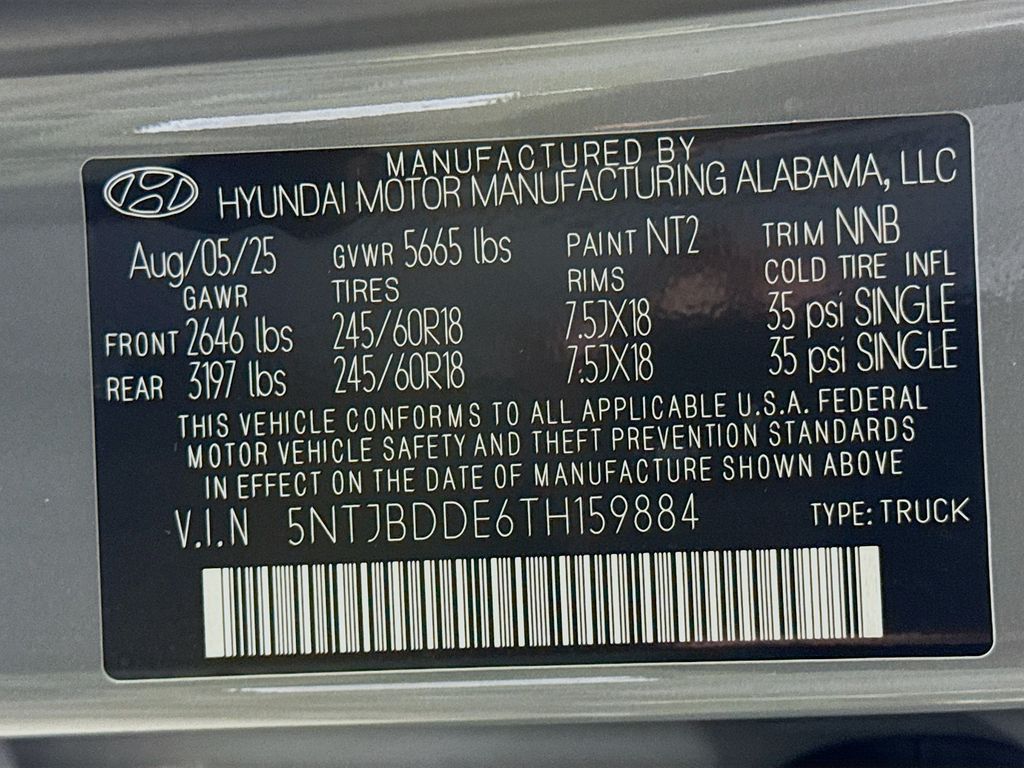 MANUFACTURED BY
HYUNDAI MOTOR MANUFACTURING ALABAMA, LLC
Aug/05/25 GVWR 5665 lbs PAINT NT2 TRIM NNB
GAWR TIRES RIMS COLD TIRE INFL
FRONT 2646 lbs 245/60R18 7.5JX18 35 psi SINGLE
REAR 3197 lbs 245/60R18 7.5JX18 35 psi SINGLE
THIS VEHICLE CONFORMS TO ALL APPLICABLE U.S.A. FEDERAL
MOTOR VEHICLE SAFETY AND THEFT PREVENTION STANDARDS
IN EFFECT ON THE DATE OF MANUFACTURE SHOWN ABOVE
V.I.N 5NTJBDDE6TH159884 TYPE: TRUCK